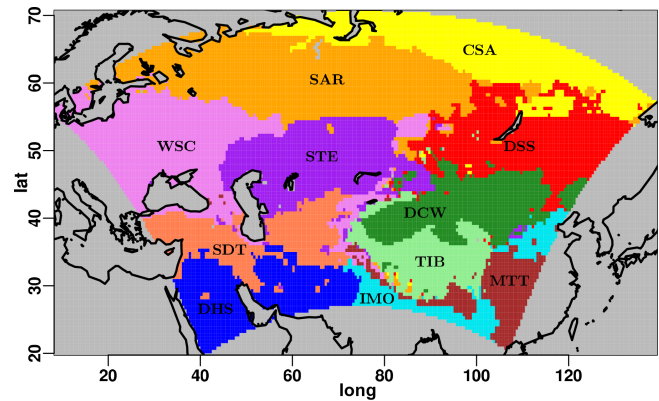 70
CSA
60
SAR
WSC
50
STE
DSS
lat
40
DCW
SDT
TIB
30
MTT
IMO
DHS
20
20 40 60 80 100 120
long